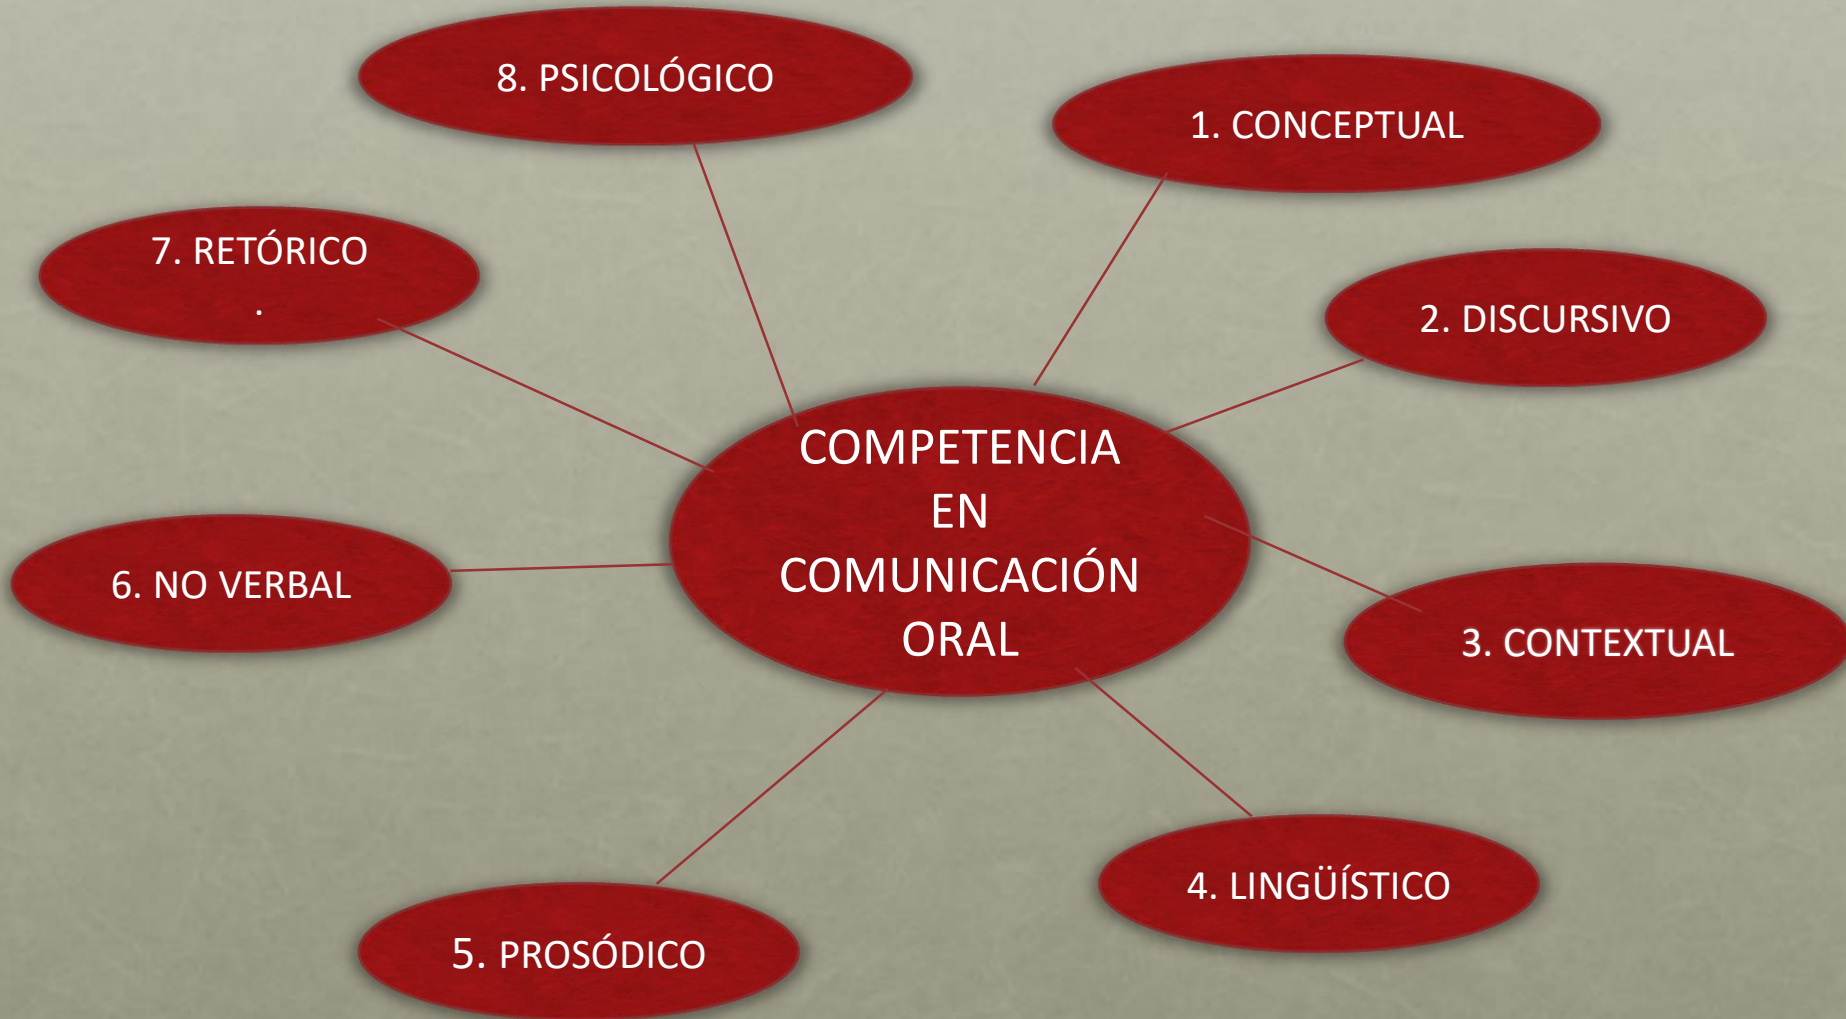 COMPETENCIA
EN
COMUNICACIÓN
ORAL
1. CONCEPTUAL
2. DISCURSIVO
3. CONTEXTUAL
4. LINGÜÍSTICO
5. PROSÓDICO
6. NO VERBAL
7. RETÓRICO
.
8. PSICOLÓGICO